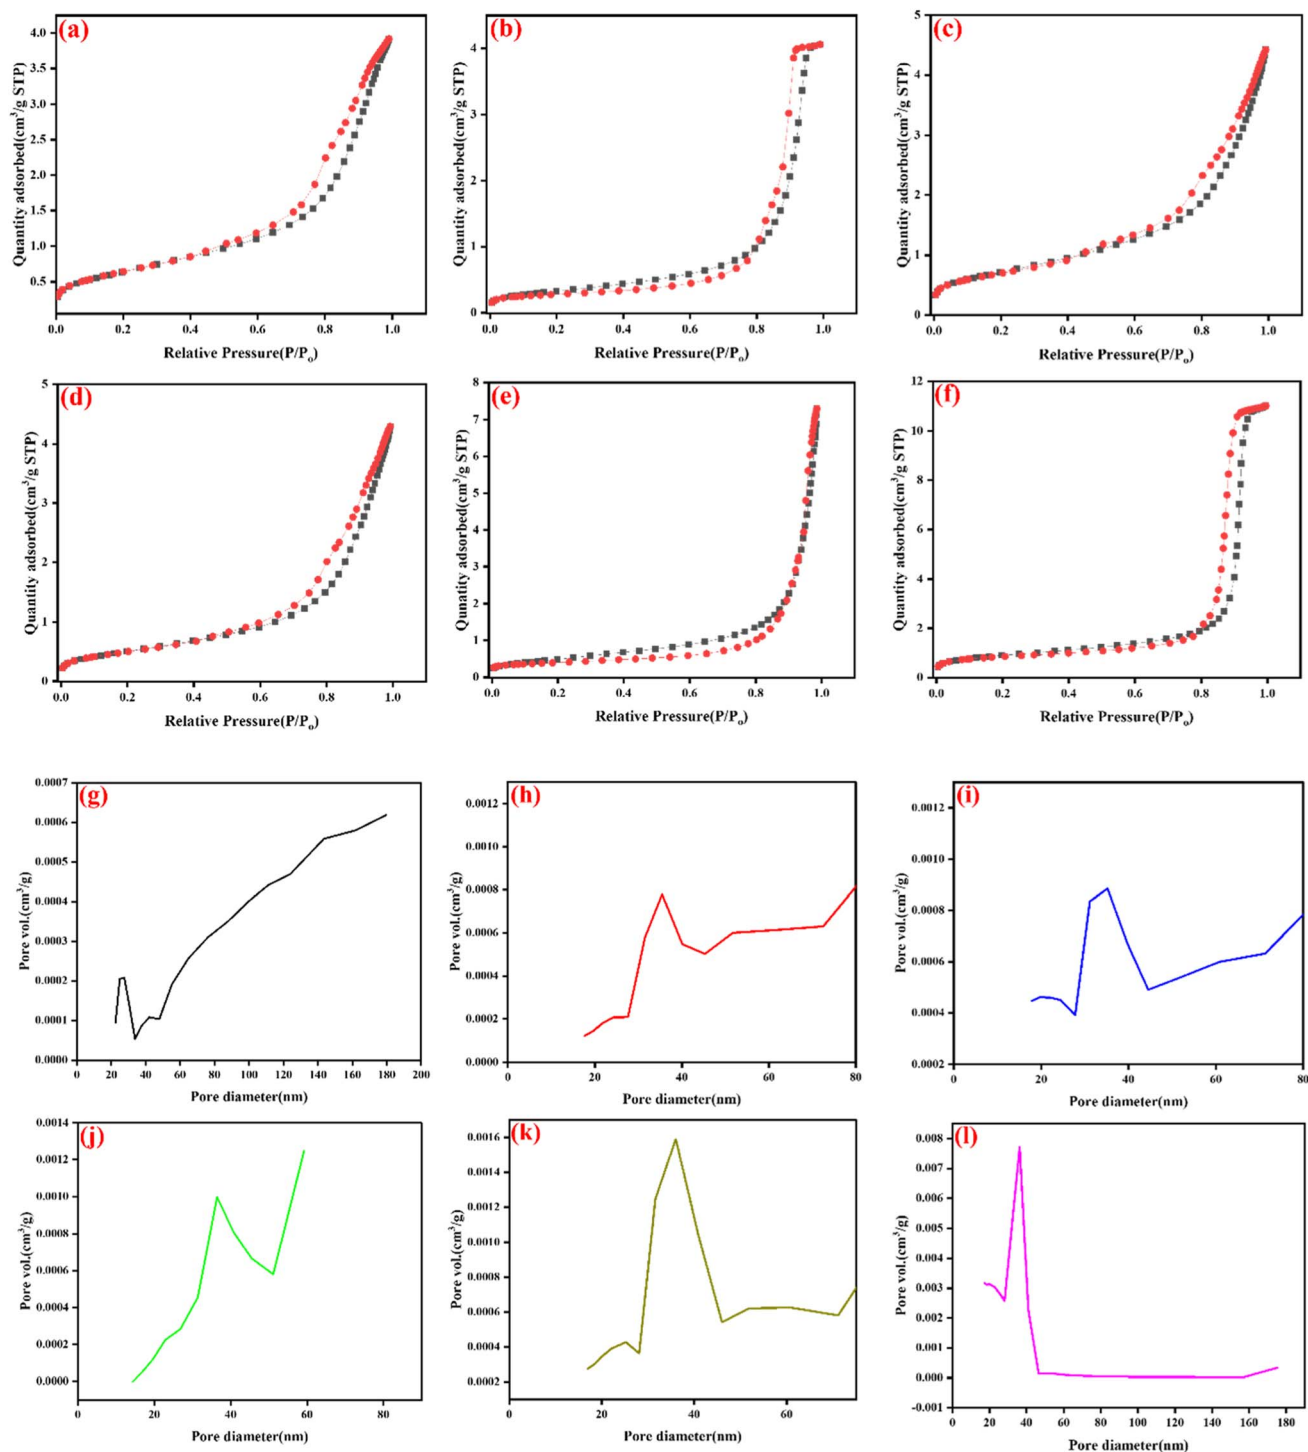 (a)
4.0
3.5
3.0
2.5
2.0
1.5
1.0
0.5
0.0 0.2 0.4 0.6 0.8 1.0
Quantity adsorbed(cm³/g STP)
Relative Pressure(P/Pₒ)
(b)
4
3
2
1
0
0.0 0.2 0.4 0.6 0.8 1.0
Quantity adsorbed(cm³/g STP)
Relative Pressure(P/Pₒ)
(c)
5
4
3
2
1
0
0.0 0.2 0.4 0.6 0.8 1.0
Quantity adsorbed(cm³/g STP)
Relative Pressure(P/Pₒ)
(d)
5
4
3
2
1
0
0.0 0.2 0.4 0.6 0.8 1.0
Quantity adsorbed(cm³/g STP)
Relative Pressure(P/Pₒ)
(e)
8
7
6
5
4
3
2
1
0
0.0 0.2 0.4 0.6 0.8 1.0
Qunatity adsorbed(cm³/g STP)
Relative Pressure(P/Pₒ)
(f)
12
10
8
6
4
2
0
0.0 0.2 0.4 0.6 0.8 1.0
Quantity adsorbed(cm³/g STP)
Relative Pressure(P/Pₒ)
(g)
0.0007
0.0006
0.0005
0.0004
0.0003
0.0002
0.0001
0.0000
0 20 40 60 80 100 120 140 160 180 200
Pore vol.(cm³/g)
Pore diameter(nm)
(h)
0.0012
0.0010
0.0008
0.0006
0.0004
0.0002
0.0000
0 20 40 60 80
Pore vol.(cm³/g)
Pore diameter(nm)
(i)
0.0012
0.0010
0.0008
0.0006
0.0004
0.0002
0 20 40 60 80
Pore vol.(cm³/g)
Pore diameter(nm)
(j)
0.0014
0.0012
0.0010
0.0008
0.0006
0.0004
0.0002
0.0000
0 20 40 60 80
Pore vol.(cm³/g)
Pore diameter(nm)
(k)
0.0016
0.0014
0.0012
0.0010
0.0008
0.0006
0.0004
0.0002
0 20 40 60
Pore vol.(cm³/g)
Pore diameter(nm)
(l)
0.008
0.007
0.006
0.005
0.004
0.003
0.002
0.001
0.000
-0.001
0 20 40 60 80 100 120 140 160 180
Pore vol.(cm³/g)
Pore diameter(nm)